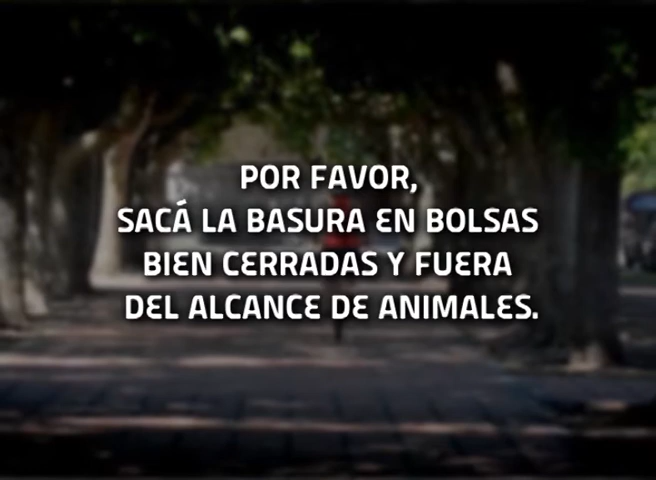 POR FAVOR,
SACÁ LA BASURA EN BOLSAS
BIEN CERRADAS Y FUERA
DEL ALCANCE DE ANIMALES.